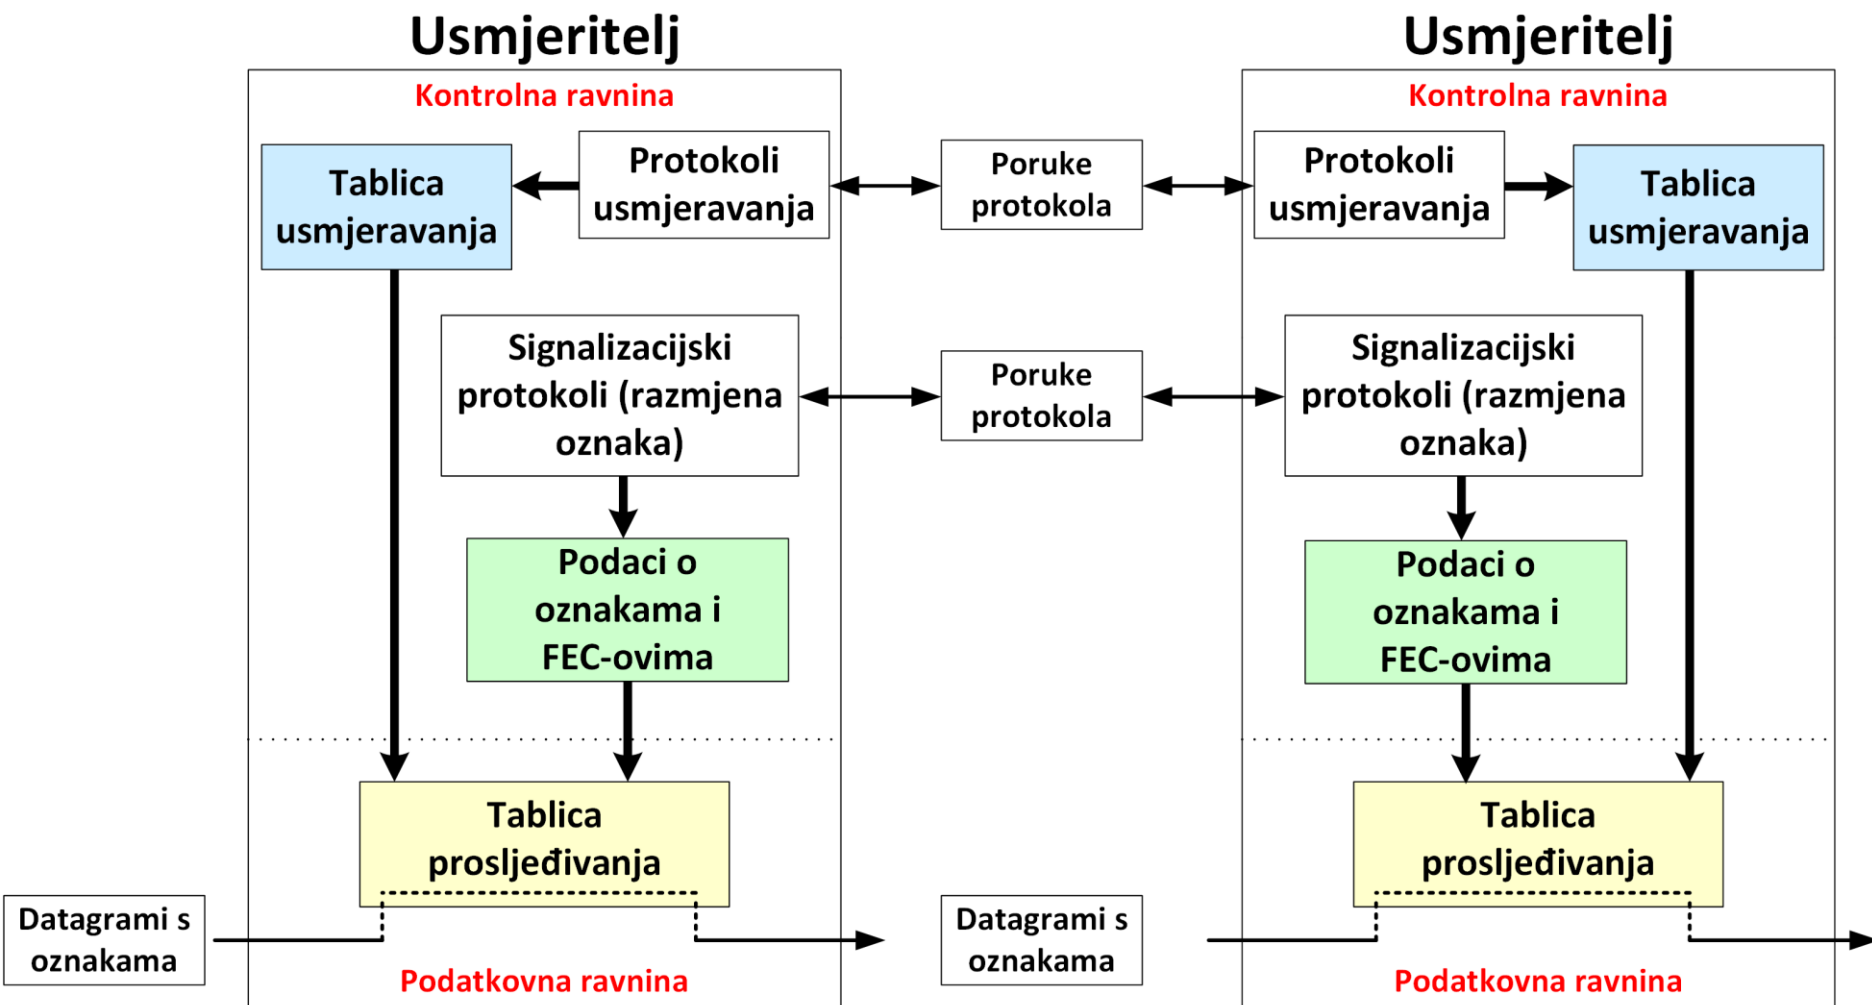 Usmjeritelj
Kontrolna ravnina
Tablica
usmjeravanja
Protokoli
usmjeravanja
Signalizacijski
protokoli (razmjena
oznaka)
Podaci o
oznakama i
FEC-ovima
Tablica
prosljeđivanja
Datagrami s
oznakama
Podatkovna ravnina
Poruke
protokola
Poruke
protokola
Datagrami s
oznakama
Usmjeritelj
Kontrolna ravnina
Protokoli
usmjeravanja
Tablica
usmjeravanja
Signalizacijski
protokoli (razmjena
oznaka)
Podaci o
oznakama i
FEC-ovima
Tablica
prosljeđivanja
Podatkovna ravnina